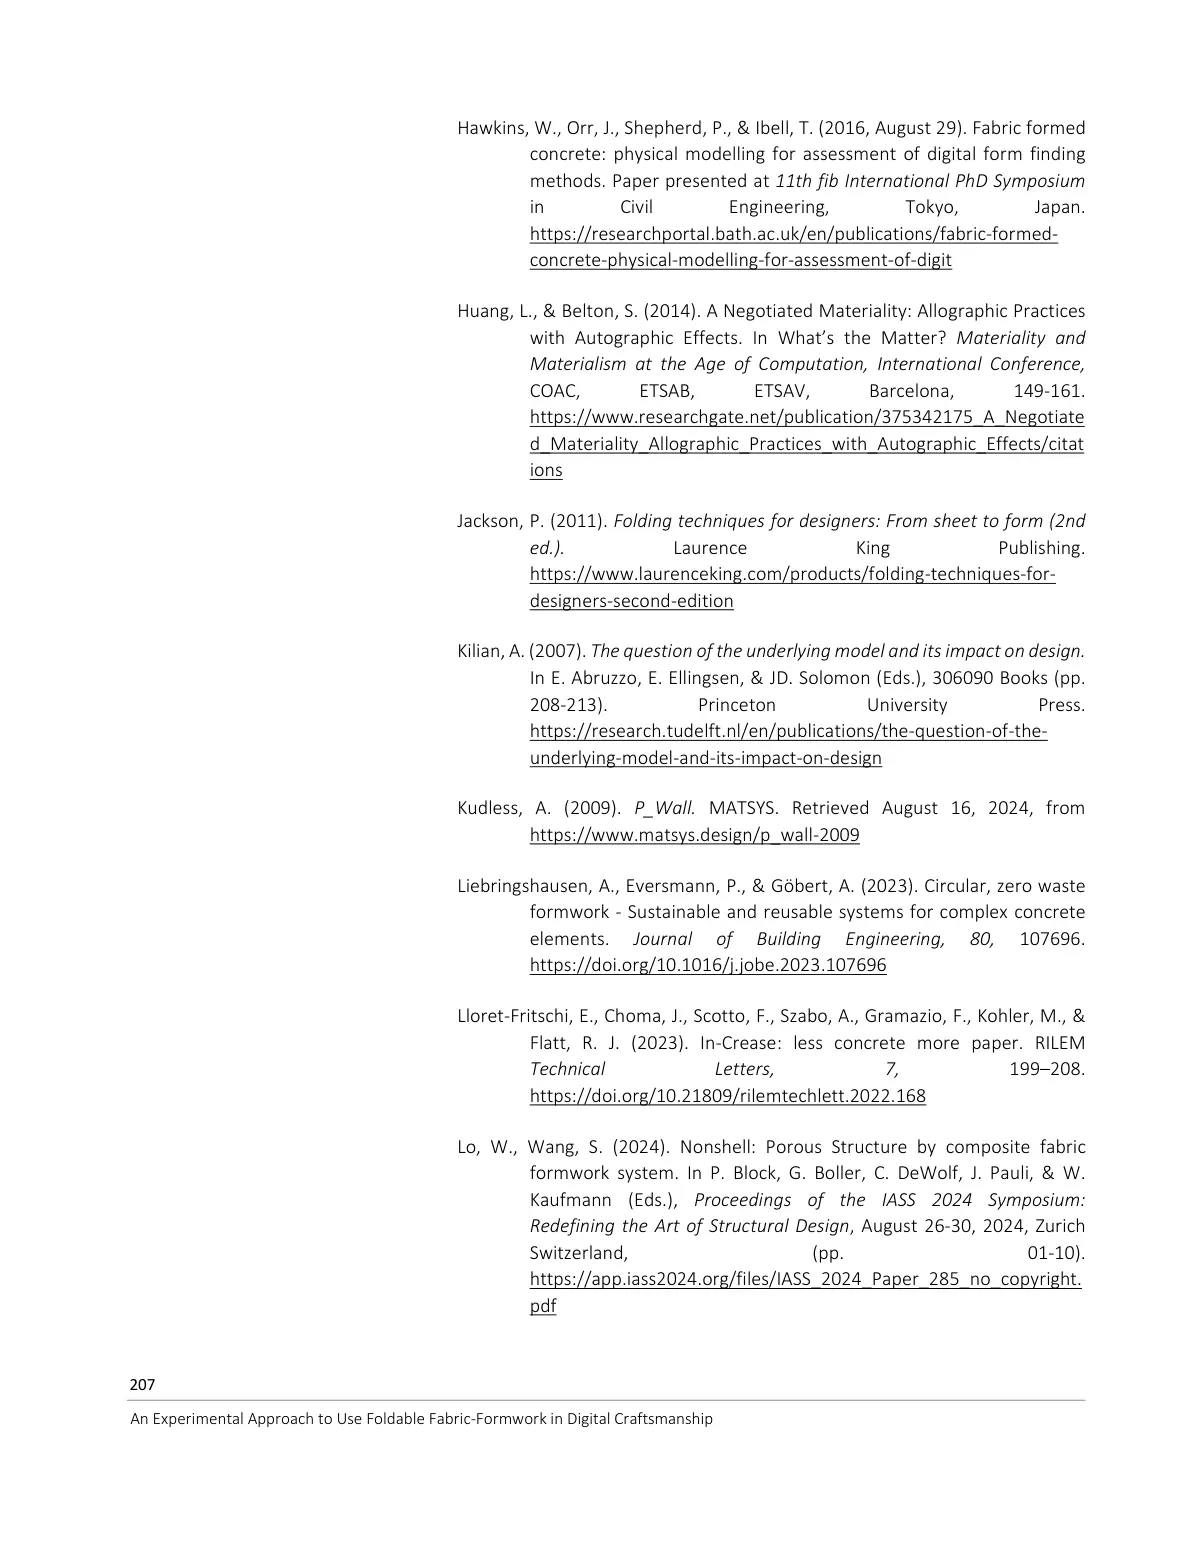 Hawkins, W., Orr, J., Shepherd, P., & Ibell, T. (2016, August 29). Fabric formed
concrete: physical modelling for assessment of digital form finding
methods. Paper presented at 11th fib International PhD Symposium
in Civil Engineering, Tokyo, Japan.
https://researchportal.bath.ac.uk/en/publications/fabric-formed-
concrete-physical-modelling-for-assessment-of-digit
Huang, L., & Belton, S. (2014). A Negotiated Materiality: Allographic Practices
with Autographic Effects. In What’s the Matter? Materiality and
Materialism at the Age of Computation, International Conference,
COAC, ETSAB, ETSAV, Barcelona, 149-161.
https://www.researchgate.net/publication/375342175_A_Negotiate
d_Materiality_Allographic_Practices_with_Autographic_Effects/citat
ions
Jackson, P. (2011). Folding techniques for designers: From sheet to form (2nd
ed.). Laurence King Publishing.
https://www.laurenceking.com/products/folding-techniques-for-
designers-second-edition
Kilian, A. (2007). The question of the underlying model and its impact on design.
In E. Abruzzo, E. Ellingsen, & JD. Solomon (Eds.), 306090 Books (pp.
208-213). Princeton University Press.
https://research.tudelft.nl/en/publications/the-question-of-the-
underlying-model-and-its-impact-on-design
Kudless, A. (2009). P_Wall. MATSYS. Retrieved August 16, 2024, from
https://www.matsys.design/p_wall-2009
Liebringshausen, A., Eversmann, P., & Göbert, A. (2023). Circular, zero waste
formwork - Sustainable and reusable systems for complex concrete
elements. Journal of Building Engineering, 80, 107696.
https://doi.org/10.1016/j.jobe.2023.107696
Lloret-Fritschi, E., Choma, J., Scotto, F., Szabo, A., Gramazio, F., Kohler, M., &
Flatt, R. J. (2023). In-Crease: less concrete more paper. RILEM
Technical Letters, 7, 199–208.
https://doi.org/10.21809/rilemtechlett.2022.168
Lo, W., Wang, S. (2024). Nonshell: Porous Structure by composite fabric
formwork system. In P. Block, G. Boller, C. DeWolf, J. Pauli, & W.
Kaufmann (Eds.), Proceedings of the IASS 2024 Symposium:
Redefining the Art of Structural Design, August 26-30, 2024, Zurich
Switzerland, (pp. 01-10).
https://app.iass2024.org/files/IASS_2024_Paper_285_no_copyright.
pdf
207
An Experimental Approach to Use Foldable Fabric-Formwork in Digital Craftsmanship